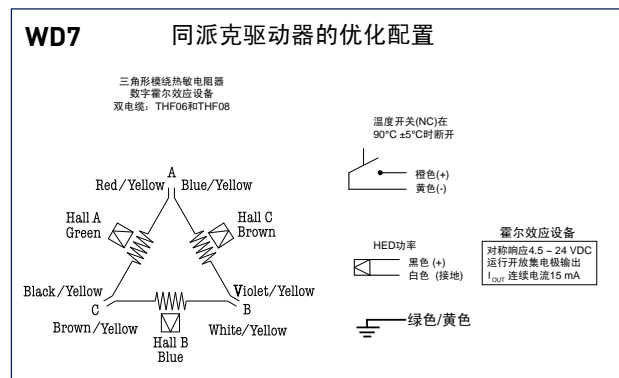 WD7
同派克驱动器的优化配置
三角形模绕热敏电阻器
数字霍尔效应设备
双电缆：THF06和THF08
A
Red/Yellow
Blue/Yellow
Hall A
Green
Hall C
Brown
Black/Yellow
Violet/Yellow
C
B
Brown/Yellow
White/Yellow
Hall B
Blue
温度开关(NC)在
90°C ±5°C时断开
橙色(+)
黄色(-)
HED功率
黑色 (+)
白色 (接地)
绿色/黄色
霍尔效应设备
对称响应4.5 ~ 24 VDC
运行开放集电极输出
I OUT 连续电流15 mA